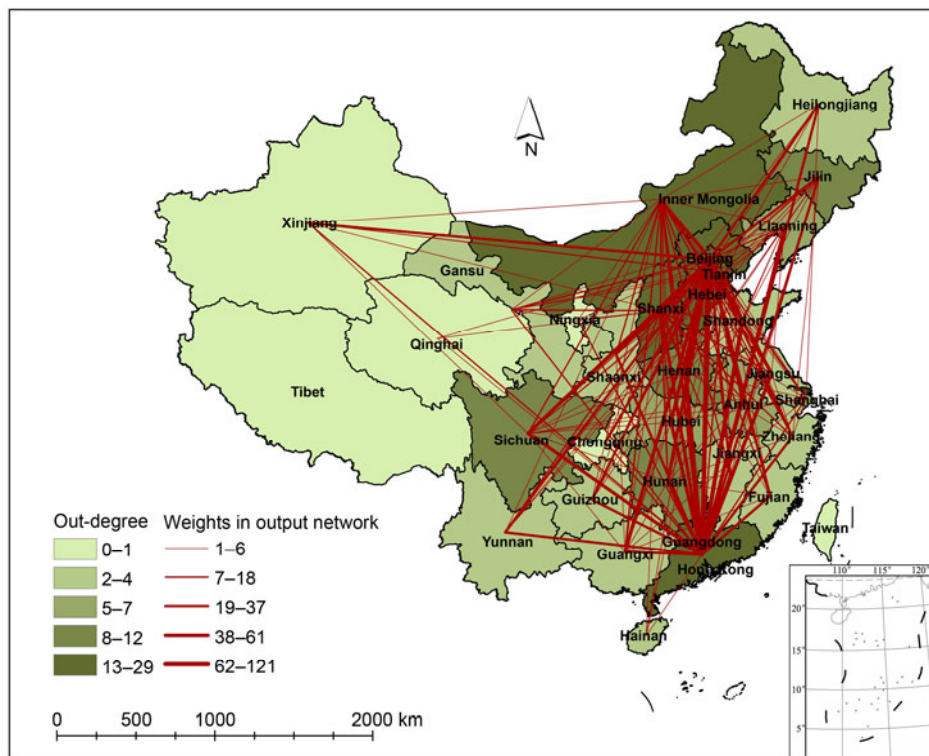 Heilongjiang
Jilin
Inner Mongolia
Liaoning
Xinjiang
Beijing
Tianjin
Gansu
Hebei
Shanxi
Ningxia
Shandong
Qinghai
Henan
Jiangsu
Shaanxi
Tibet
Shanghai
Anhui
Hubei
Sichuan
Chongqing
Zhejiang
Jiangxi
Hunan
Guizhou
Fujian
Taiwan
Yunnan
Guangxi
Guangdong
Hong Kong
Hainan
N
Out-degree
0–1
2–4
5–7
8–12
13–29
Weights in output network
1–6
7–18
19–37
38–61
62–121
0 500 1000 2000 km
110° 115° 120°
20°
15°
10°
5°